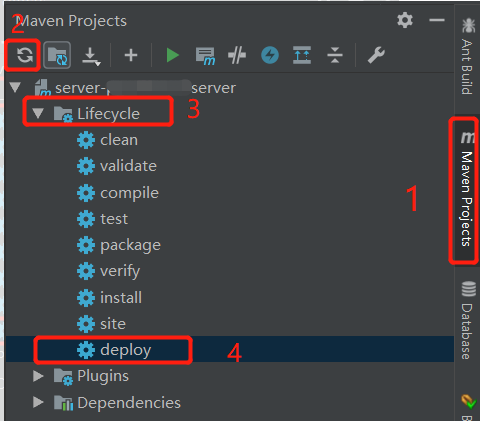 Maven Projects
2
server-
server
Lifecycle
3
clean
validate
compile
test
package
verify
install
site
deploy
4
Plugins
Dependencies
Ant Build
m
Maven Projects
1
Database